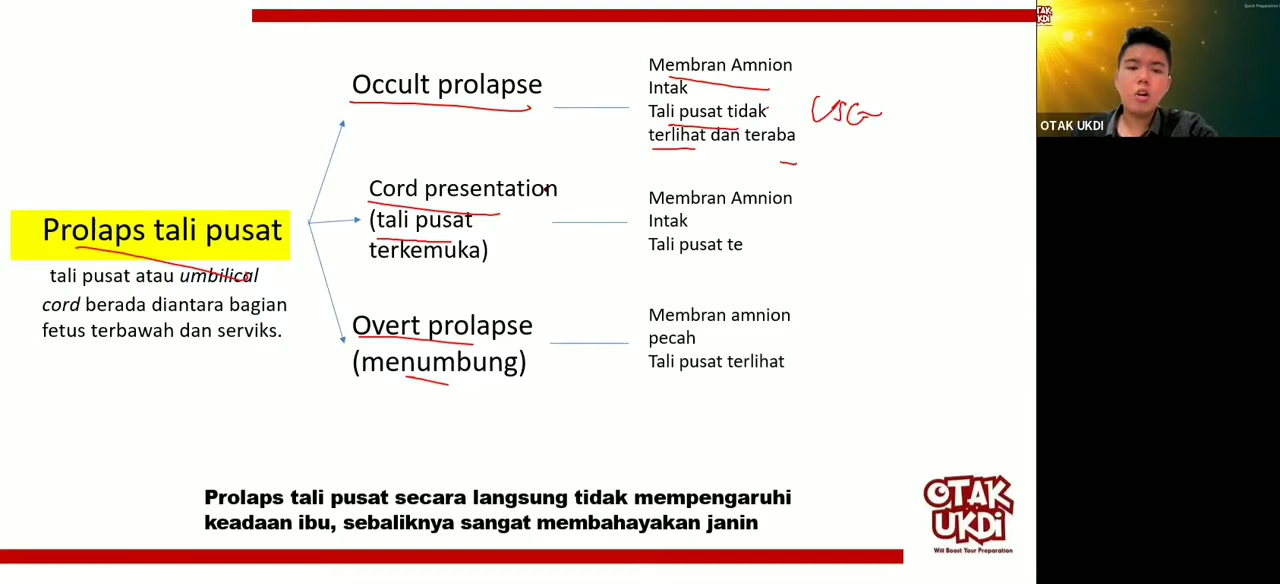 Occult prolapse
Membran Amnion
Intak
Tali pusat tidak
terlihat dan teraba
USG
Cord presentation
(tali pusat
terkemuka)
Membran Amnion
Intak
Tali pusat te
Prolaps tali pusat
tali pusat atau umbilical
cord berada diantara bagian
fetus terbawah dan serviks.
Overt prolapse
(menumbung)
Membran amnion
pecah
Tali pusat terlihat
Prolaps tali pusat secara langsung tidak mempengaruhi
keadaan ibu, sebaliknya sangat membahayakan janin
OTAK
UKDI
Will Boost Your Preparation
OTAK UKDI